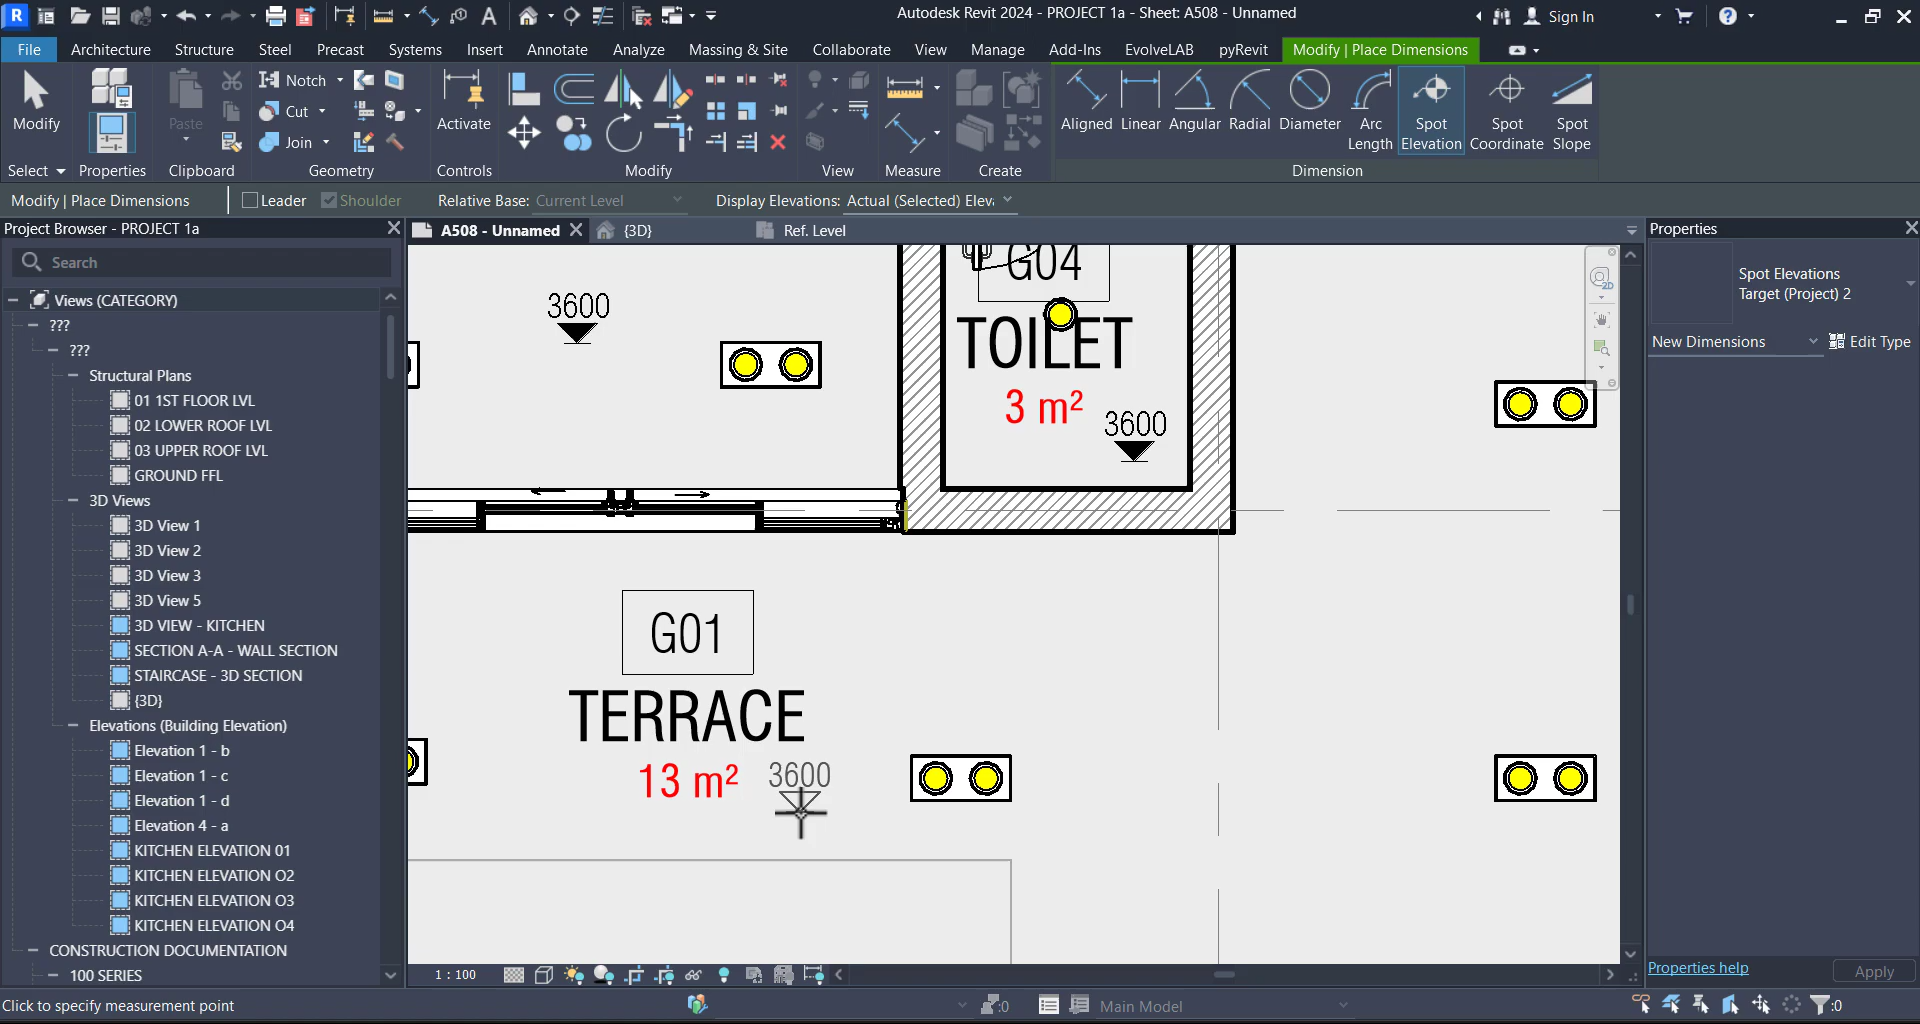 Autodesk Revit 2024 - PROJECT 1a - Sheet: A508 - Unnamed
Sign In
File Architecture Structure Steel Precast Systems Insert Annotate Analyze Massing & Site Collaborate View Manage Add-Ins EvolveLAB pyRevit Modify | Place Dimensions
Modify
Paste
Notch
Cut
Join
Activate
Aligned Linear Angular Radial Diameter Arc Length Spot Elevation Spot Coordinate Spot Slope
Select Properties Clipboard Geometry Controls Modify View Measure Create Dimension
Modify | Place Dimensions Leader Shoulder Relative Base: Current Level Display Elevations: Actual (Selected) Elev
Project Browser - PROJECT 1a
A508 - Unnamed {3D} Ref. Level
Search
Views (CATEGORY)
???
???
Structural Plans
01 1ST FLOOR LVL
02 LOWER ROOF LVL
03 UPPER ROOF LVL
GROUND FFL
3D Views
3D View 1
3D View 2
3D View 3
3D View 5
3D VIEW - KITCHEN
SECTION A-A - WALL SECTION
STAIRCASE - 3D SECTION
{3D}
Elevations (Building Elevation)
Elevation 1 - b
Elevation 1 - c
Elevation 1 - d
Elevation 4 - a
KITCHEN ELEVATION 01
KITCHEN ELEVATION O2
KITCHEN ELEVATION O3
KITCHEN ELEVATION O4
CONSTRUCTION DOCUMENTATION
100 SERIES
3600
G04
TOILET
3 m²
3600
G01
TERRACE
13 m²
3600
2D
Properties
Spot Elevations
Target (Project) 2
New Dimensions Edit Type
Properties help Apply
1 : 100
Click to specify measurement point
:0
Main Model
:0